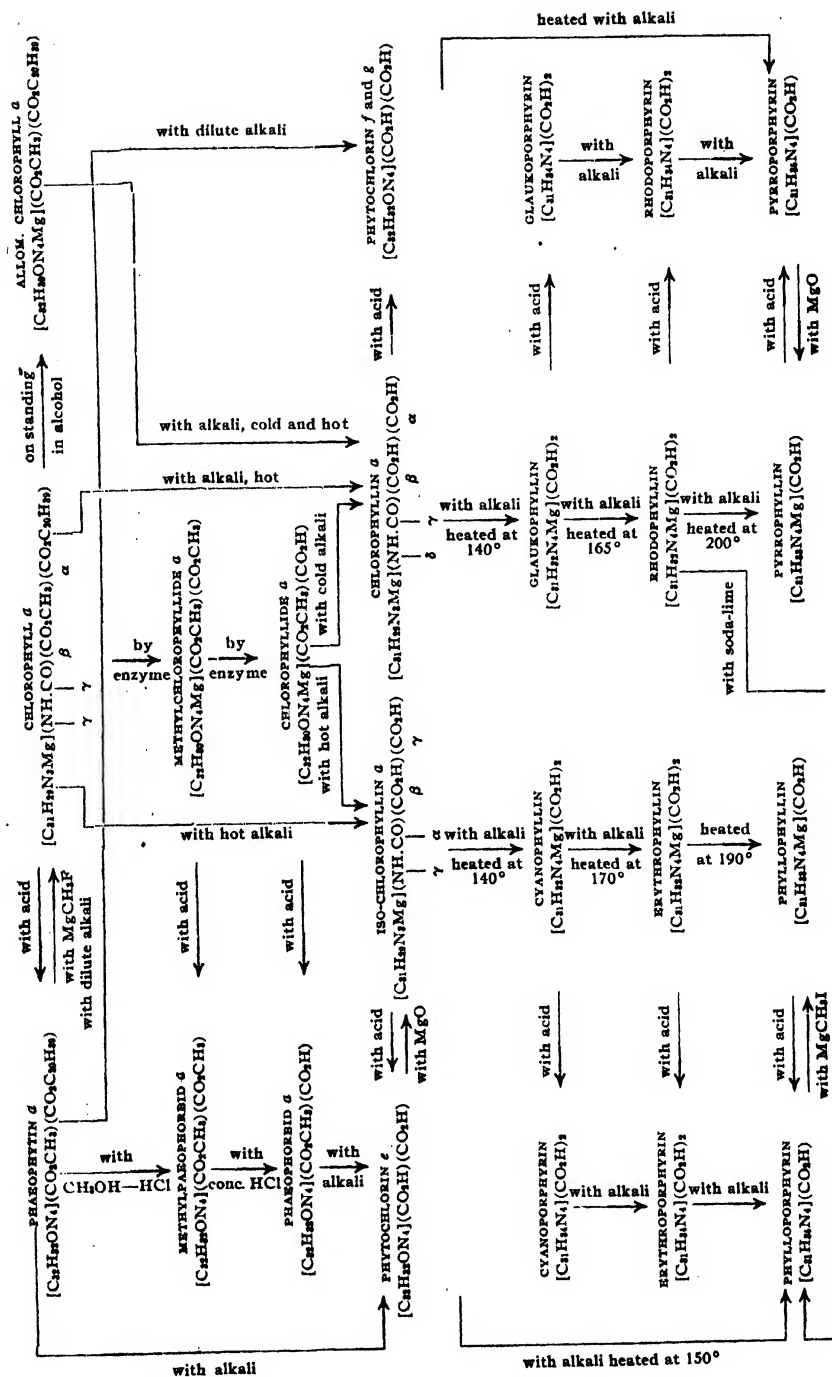 PHAEOPHYTIN a
[C₃₂H₃₂ON₄](CO₂CH₃)(CO₂C₂₀H₃₉)
with acid
with MgCH₃I
with dilute alkali
CHLOROPHYLL a
[C₃₁H₂₉N₃Mg](NH.CO)(CO₂CH₃)(CO₂C₂₀H₃₉)
γ γ β α
on standing
in alcohol
ALLOM. CHLOROPHYLL a
[C₃₂H₃₀ON₄Mg](CO₂CH₃)(CO₂C₂₀H₃₉)
with
CH₃OH—HCl
by
enzyme
with dilute alkali
METHYLPAEOPHORBID a
[C₃₂H₃₂ON₄](CO₂CH₃)(CO₂CH₃)
with acid
with hot alkali
METHYLCHLOROPHYLLIDE a
[C₃₂H₃₀ON₄Mg](CO₂CH₃)(CO₂CH₃)
with alkali, hot
with alkali, cold and hot
with
conc. HCl
by
enzyme
PHAEOPHORBID a
[C₃₂H₃₂ON₄](CO₂CH₃)(CO₂H)
with acid
CHLOROPHYLLIDE a
[C₃₂H₃₀ON₄Mg](CO₂CH₃)(CO₂H)
with hot alkali
with cold alkali
with
alkali
with alkali
PHYTOCHLORIN e
[C₃₂H₃₂ON₄](CO₂H)(CO₂H)
with acid
with MgO
ISO-CHLOROPHYLLIN a
[C₃₁H₂₉N₃Mg](NH.CO)(CO₂H)(CO₂H)
γ α β γ
CHLOROPHYLLIN a
[C₃₁H₂₉N₃Mg](NH.CO)(CO₂H)(CO₂H)
δ γ β α
with acid
PHYTOCHLORIN f and g
[C₃₂H₃₂ON₄](CO₂H)(CO₂H)
with alkali
heated at
140°
with alkali
heated at
140°
heated with alkali
CYANOPORPHYRIN
[C₃₁H₃₄N₄](CO₂H)₂
with acid
CYANOPHYLLIN
[C₃₁H₃₂N₄Mg](CO₂H)₂
GLAUKOPHYLLIN
[C₃₁H₃₂N₄Mg](CO₂H)₂
with acid
GLAUKOPORPHYRIN
[C₃₁H₃₄N₄](CO₂H)₂
with alkali
with alkali
heated at
170°
with alkali
heated at
165°
with
alkali
ERYTHROPORPHYRIN
[C₃₁H₃₄N₄](CO₂H)₂
with acid
ERYTHROPHYLLIN
[C₃₁H₃₂N₄Mg](CO₂H)₂
RHODOPHYLLIN
[C₃₁H₃₂N₄Mg](CO₂H)₂
with acid
RHODOPORPHYRIN
[C₃₁H₃₄N₄](CO₂H)₂
with alkali
heated
at 190°
with alkali
heated at
200°
with
alkali
with alkali heated at 150°
PHYLLOPORPHYRIN
[C₃₁H₃₅N₄](CO₂H)
with acid
with MgCH₃I
PHYLLOPHYLLIN
[C₃₁H₃₃N₄Mg](CO₂H)
with soda-lime
PYRROPHYLLIN
[C₃₁H₃₃N₄Mg](CO₂H)
with acid
with MgO
PYRROPORPHYRIN
[C₃₁H₃₅N₄](CO₂H)